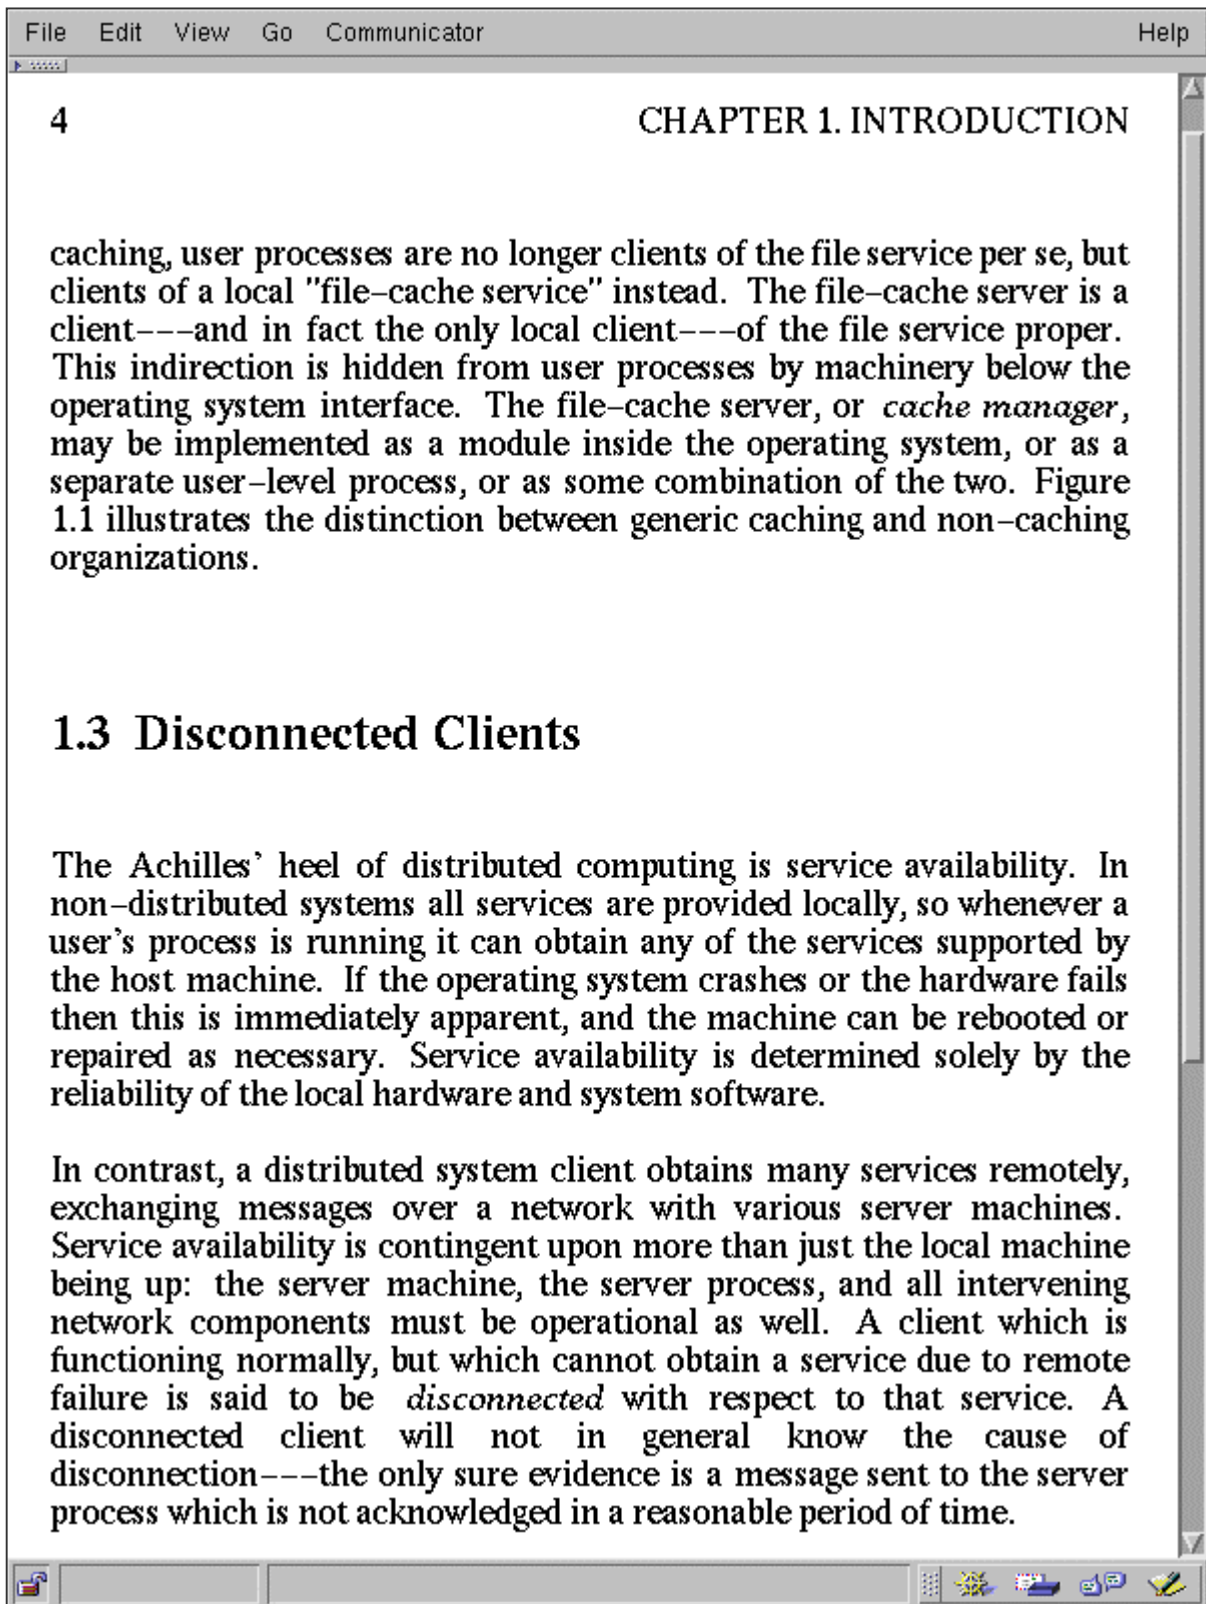 File Edit View Go Communicator Help
4 CHAPTER 1. INTRODUCTION
caching, user processes are no longer clients of the file service per se, but
clients of a local "file–cache service" instead. The file–cache server is a
client–––and in fact the only local client–––of the file service proper.
This indirection is hidden from user processes by machinery below the
operating system interface. The file–cache server, or cache manager,
may be implemented as a module inside the operating system, or as a
separate user–level process, or as some combination of the two. Figure
1.1 illustrates the distinction between generic caching and non–caching
organizations.
1.3 Disconnected Clients
The Achilles’ heel of distributed computing is service availability. In
non–distributed systems all services are provided locally, so whenever a
user's process is running it can obtain any of the services supported by
the host machine. If the operating system crashes or the hardware fails
then this is immediately apparent, and the machine can be rebooted or
repaired as necessary. Service availability is determined solely by the
reliability of the local hardware and system software.
In contrast, a distributed system client obtains many services remotely,
exchanging messages over a network with various server machines.
Service availability is contingent upon more than just the local machine
being up: the server machine, the server process, and all intervening
network components must be operational as well. A client which is
functioning normally, but which cannot obtain a service due to remote
failure is said to be disconnected with respect to that service. A
disconnected client will not in general know the cause of
disconnection–––the only sure evidence is a message sent to the server
process which is not acknowledged in a reasonable period of time.